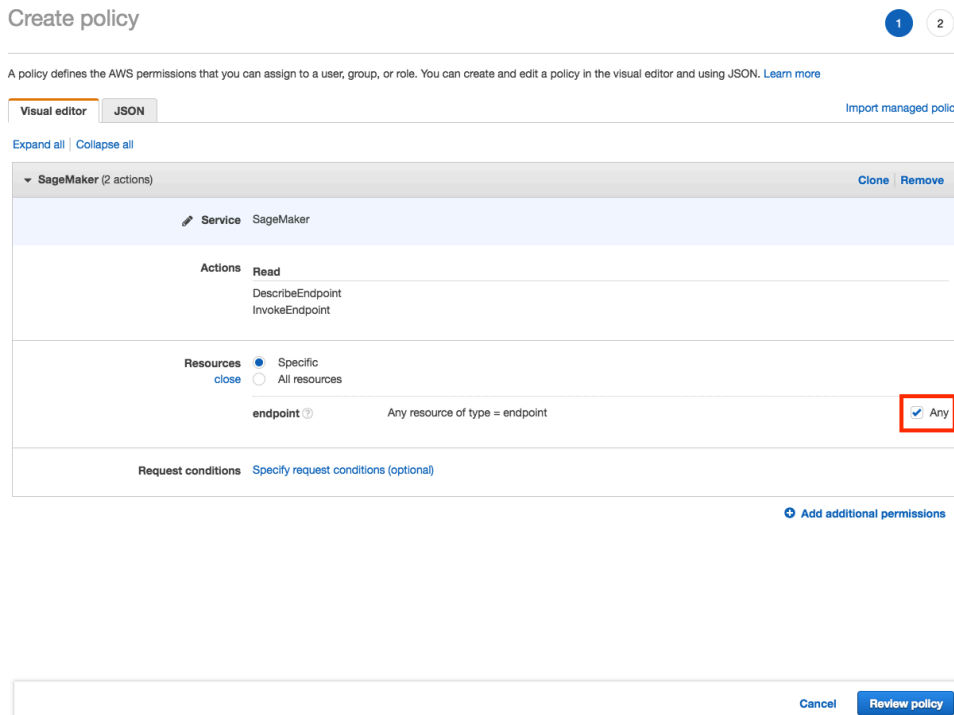 Create policy
1 2
A policy defines the AWS permissions that you can assign to a user, group, or role. You can create and edit a policy in the visual editor and using JSON. Learn more
Visual editor JSON
Import managed polic
Expand all Collapse all
SageMaker (2 actions) Clone Remove
Service SageMaker
Actions Read
DescribeEndpoint
InvokeEndpoint
Resources Specific
close All resources
endpoint ? Any resource of type = endpoint Any
Request conditions Specify request conditions (optional)
Add additional permissions
Cancel Review policy